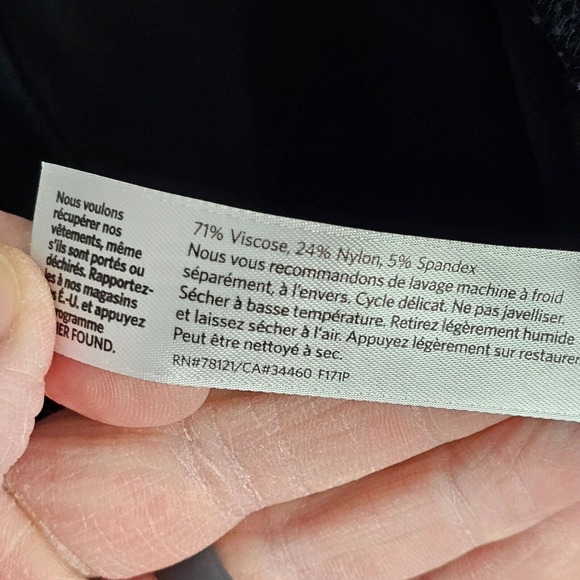 Nous voulons
récupérer nos
vêtements, même
s'ils sont portés ou
déchirés. Rapportez-
les à nos magasins
É.-U. et appuyez
programme
FOUND.
71% Viscose, 24% Nylon, 5% Spandex
Nous vous recommandons de lavage machine à froid
séparément, à l'envers. Cycle délicat. Ne pas javelliser.
Sécher à basse température. Retirez légèrement humide
et laissez sécher à l'air. Appuyez légèrement sur restaurer
Peut être nettoyé à sec.
RN#78121/CA#34460 F171P